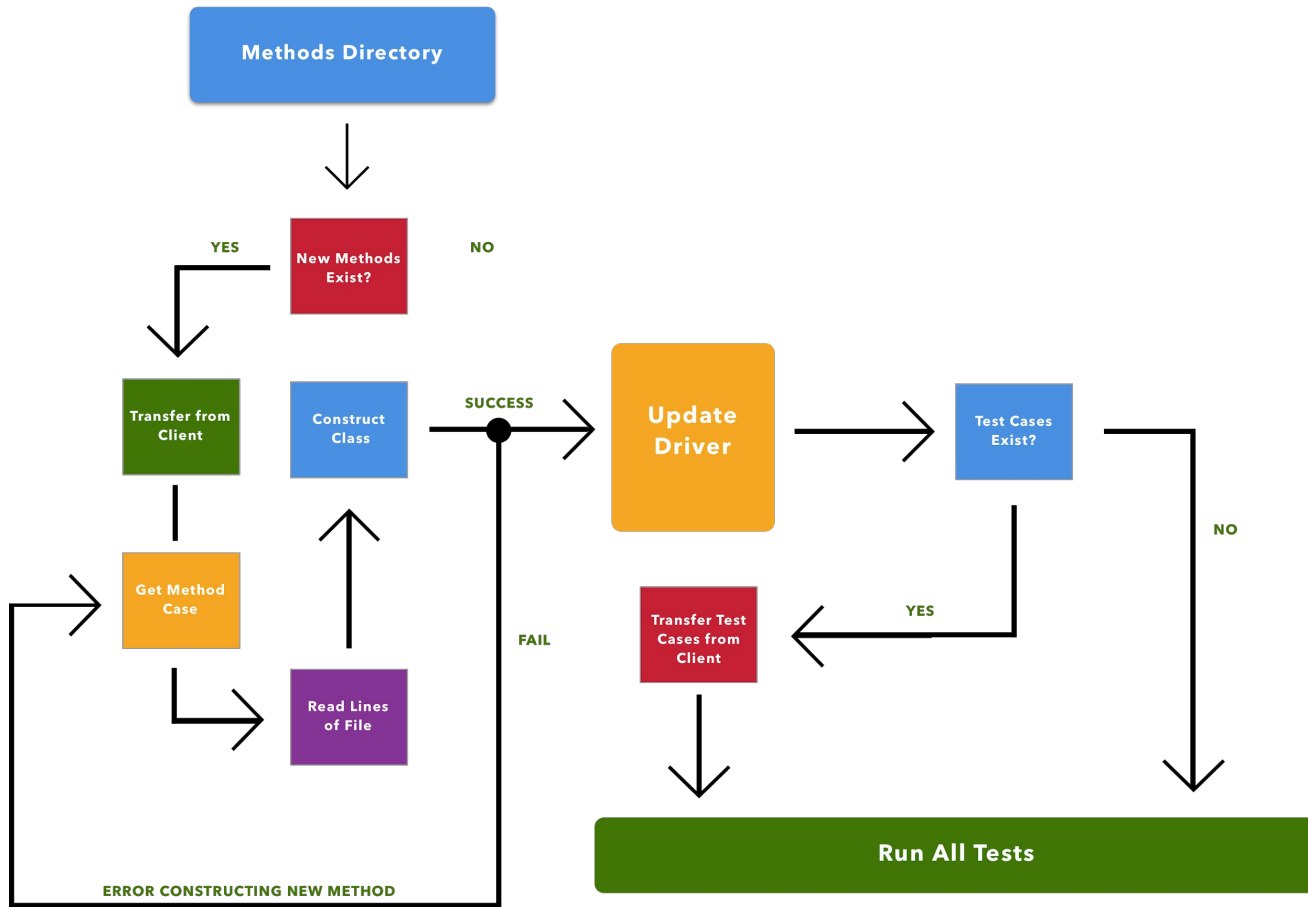 Methods Directory
YES
NO
New Methods
Exist?
Transfer from
Client
Construct
Class
SUCCESS
Update
Driver
Test Cases
Exist?
NO
Get Method
Case
YES
Transfer Test
Cases from
Client
FAIL
Read Lines
of File
Run All Tests
ERROR CONSTRUCTING NEW METHOD